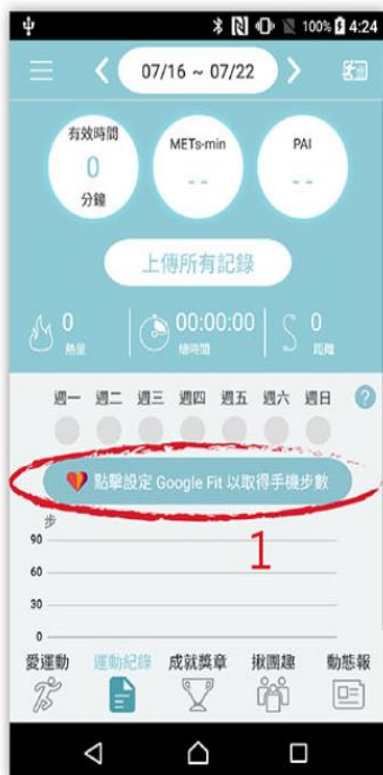 100% 4:24
07/16 ~ 07/22
有效時間
0
分鐘
METs-min
--
PAI
--
上傳所有記錄
0
熱量
00:00:00
總時間
0
距離
週一 週二 週三 週四 週五 週六 週日 ?
點擊設定 Google Fit 以取得手機步數
1
步
90
60
30
0
愛運動 運動紀錄 成就獎章 揪團趣 動態報